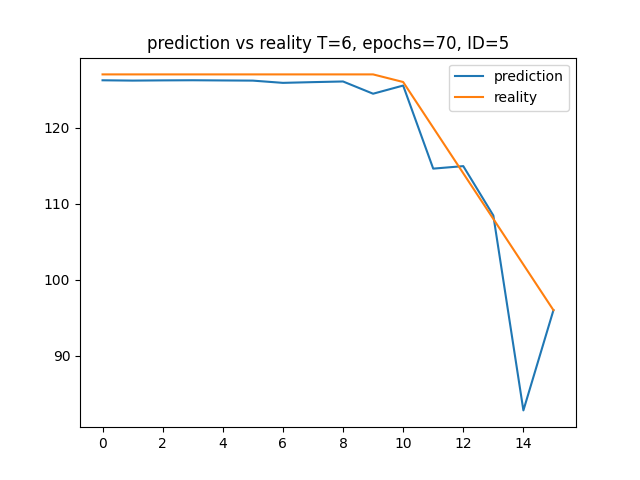 prediction vs reality T=6, epochs=70, ID=5
prediction
reality
120
110
100
90
0 2 4 6 8 10 12 14